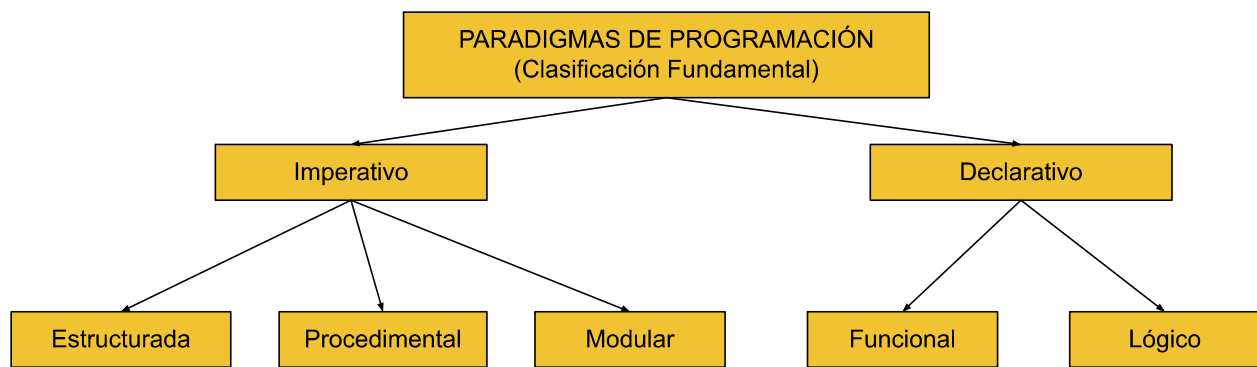 PARADIGMAS DE PROGRAMACIÓN
(Clasificación Fundamental)
Imperativo
Declarativo
Estructurada
Procedimental
Modular
Funcional
Lógico